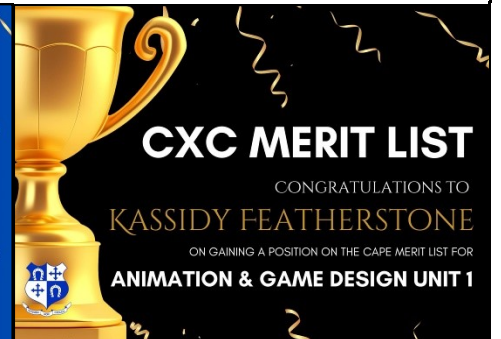 CXC MERIT LIST
CONGRATULATIONS TO
KASSIDY FEATHERSTONE
ON GAINING A POSITION ON THE CAPE MERIT LIST FOR
ANIMATION & GAME DESIGN UNIT 1